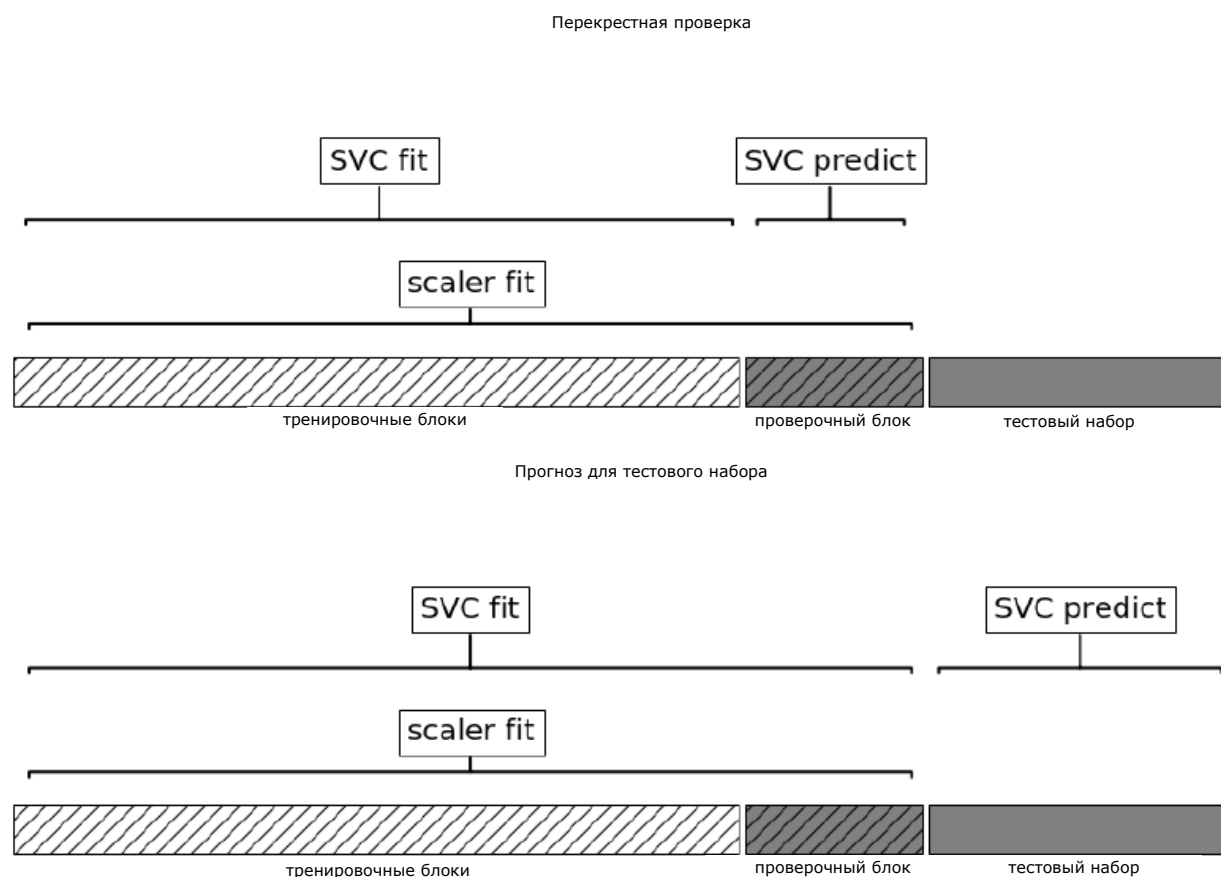 Перекрестная проверка
SVC fit
SVC predict
scaler fit
тренировочные блоки
проверочный блок
тестовый набор
Прогноз для тестового набора
SVC fit
SVC predict
scaler fit
тренировочные блоки
проверочный блок
тестовый набор